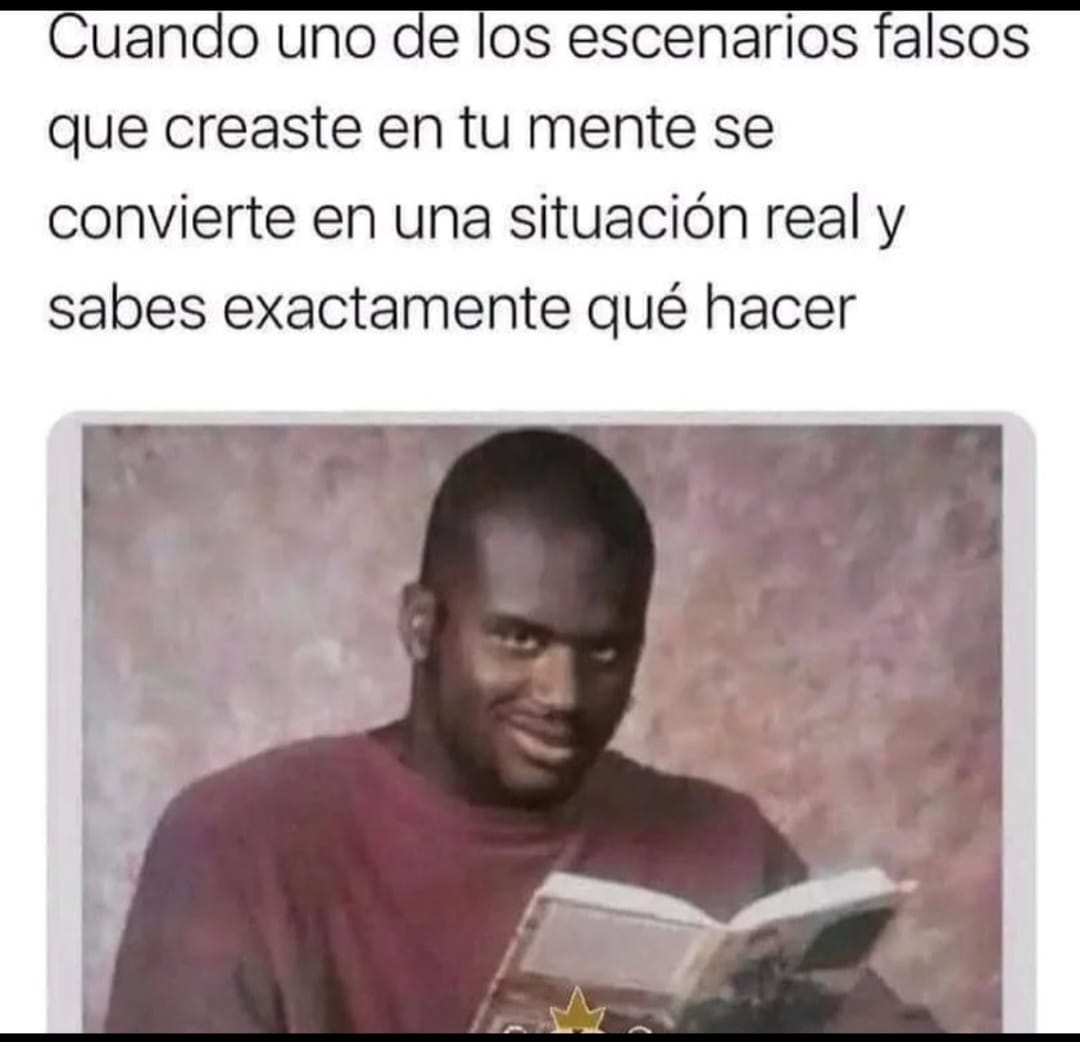 Cuando uno de los escenarios falsos
que creaste en tu mente se
convierte en una situación real y
sabes exactamente qué hacer